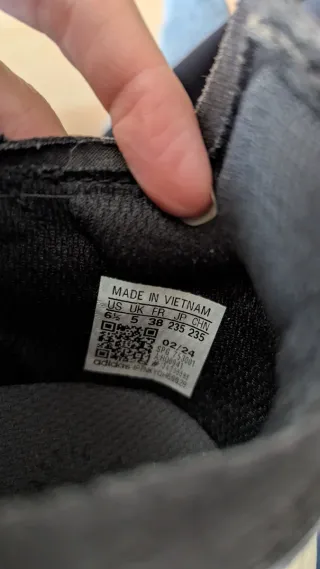 MADE IN VIETNAM
US UK FR JP CHN
6½ 5 38 235 235
02/24
adidas